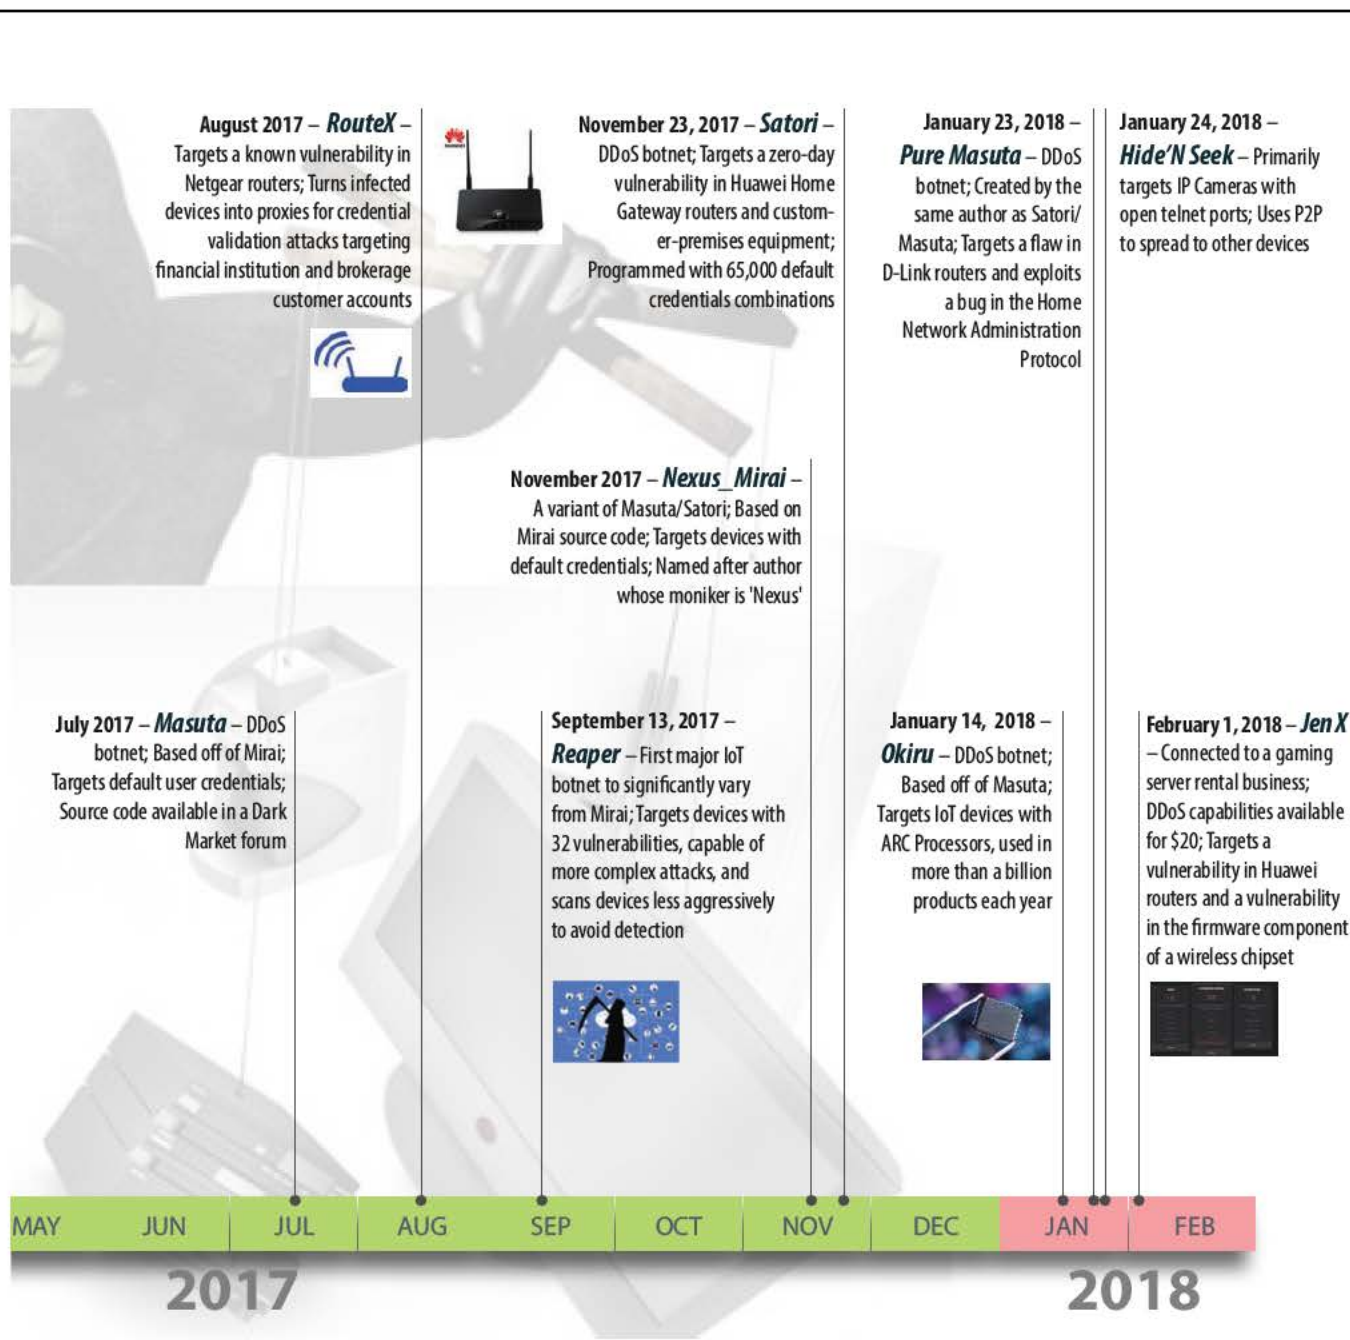 August 2017 – RouteX –
Targets a known vulnerability in
Netgear routers; Turns infected
devices into proxies for credential
validation attacks targeting
financial institution and brokerage
customer accounts
November 23, 2017 – Satori –
DDoS botnet; Targets a zero-day
vulnerability in Huawei Home
Gateway routers and custom-
er-premises equipment;
Programmed with 65,000 default
credentials combinations
January 23, 2018 –
Pure Masuta – DDoS
botnet; Created by the
same author as Satori/
Masuta; Targets a flaw in
D-Link routers and exploits
a bug in the Home
Network Administration
Protocol
January 24, 2018 –
Hide'N Seek – Primarily
targets IP Cameras with
open telnet ports; Uses P2P
to spread to other devices
November 2017 – Nexus_Mirai –
A variant of Masuta/Satori; Based on
Mirai source code; Targets devices with
default credentials; Named after author
whose moniker is 'Nexus'
July 2017 – Masuta – DDoS
botnet; Based off of Mirai;
Targets default user credentials;
Source code available in a Dark
Market forum
September 13, 2017 –
Reaper – First major IoT
botnet to significantly vary
from Mirai; Targets devices with
32 vulnerabilities, capable of
more complex attacks, and
scans devices less aggressively
to avoid detection
January 14, 2018 –
Okiru – DDoS botnet;
Based off of Masuta;
Targets IoT devices with
ARC Processors, used in
more than a billion
products each year
February 1, 2018 – Jen X
– Connected to a gaming
server rental business;
DDoS capabilities available
for $20; Targets a
vulnerability in Huawei
routers and a vulnerability
in the firmware component
of a wireless chipset
MAY JUN JUL AUG SEP OCT NOV DEC JAN FEB
2017 2018